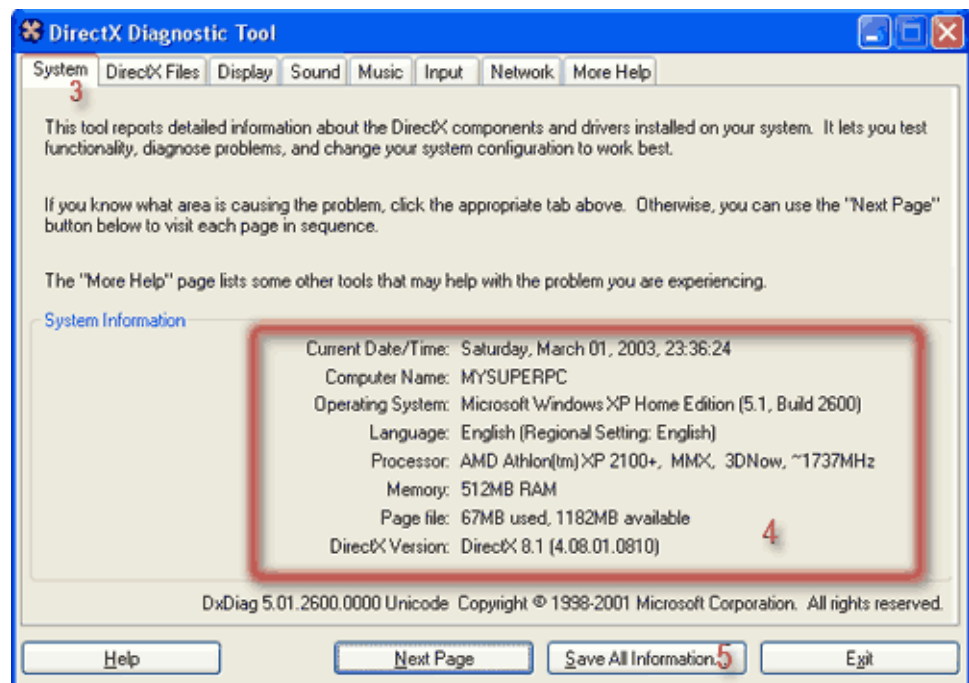 DirectX Diagnostic Tool
System DirectX Files Display Sound Music Input Network More Help
3
This tool reports detailed information about the DirectX components and drivers installed on your system. It lets you test
functionality, diagnose problems, and change your system configuration to work best.
If you know what area is causing the problem, click the appropriate tab above. Otherwise, you can use the "Next Page"
button below to visit each page in sequence.
The "More Help" page lists some other tools that may help with the problem you are experiencing.
System Information
Current Date/Time: Saturday, March 01, 2003, 23:36:24
Computer Name: MYSUPERPC
Operating System: Microsoft Windows XP Home Edition (5.1, Build 2600)
Language: English (Regional Setting: English)
Processor: AMD Athlon(tm) XP 2100+, MMX, 3DNow, ~1737MHz
Memory: 512MB RAM
Page file: 67MB used, 1182MB available
4
DirectX Version: DirectX 8.1 (4.08.01.0810)
DxDiag 5.01.2600.0000 Unicode Copyright © 1998-2001 Microsoft Corporation. All rights reserved.
Help Next Page Save All Information. 5 Exit